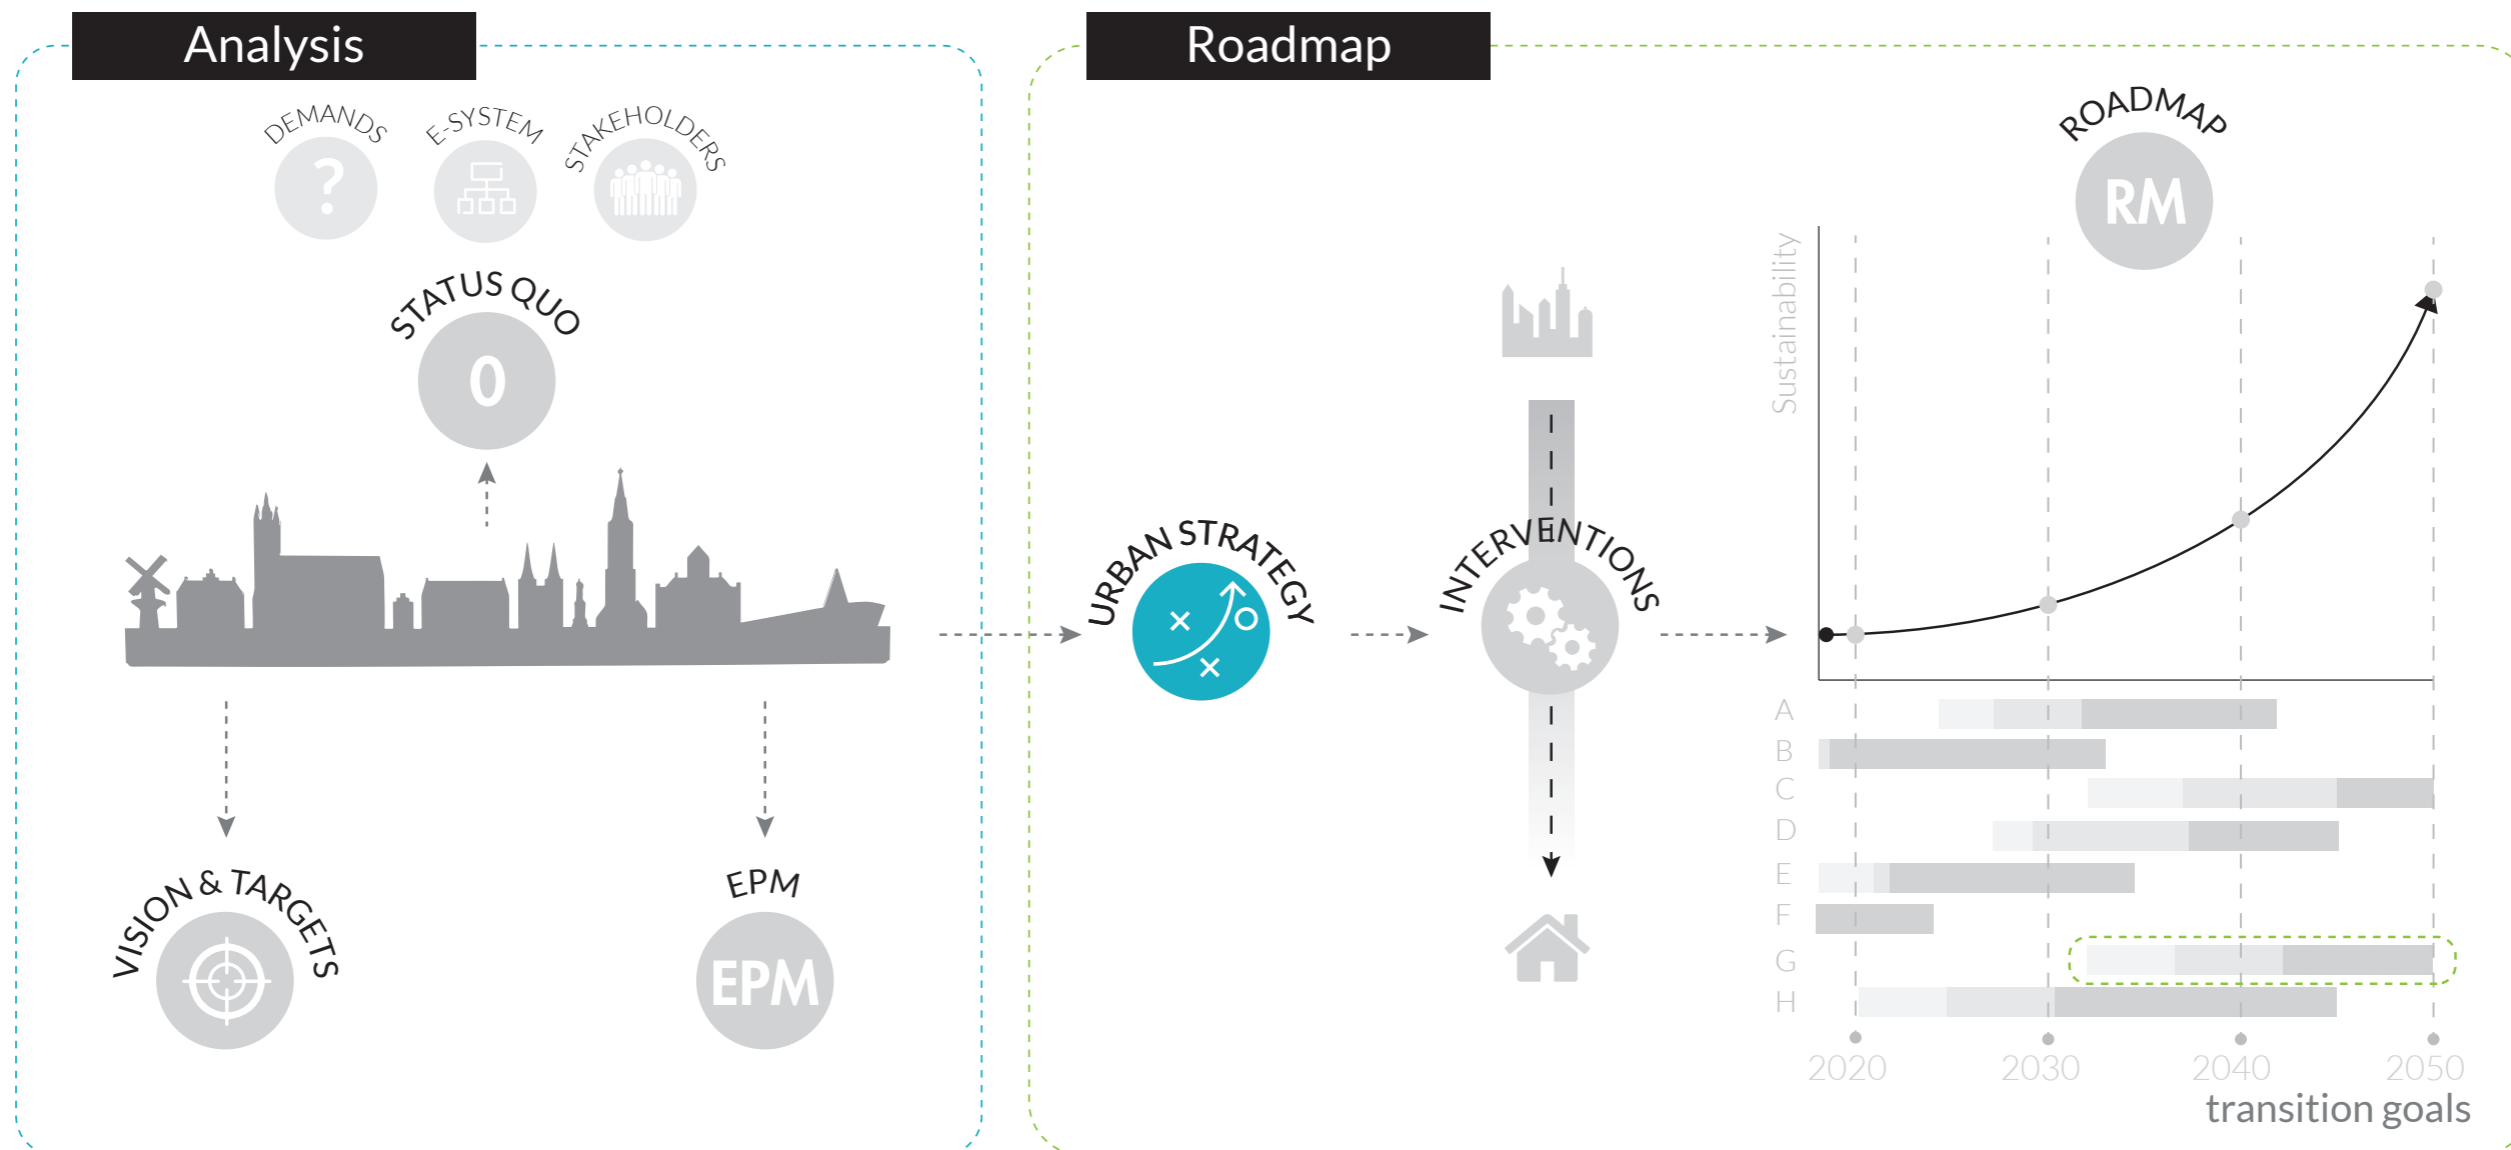 Analysis
Roadmap
DEMANDS
?
E-SYSTEM
STAKEHOLDERS
STATUS QUO
0
VISION & TARGETS
EPM
EPM
URBAN STRATEGY
INTERVENTIONS
ROADMAP
RM
Sustainability
A
B
C
D
E
F
G
H
2020 2030 2040 2050
transition goals